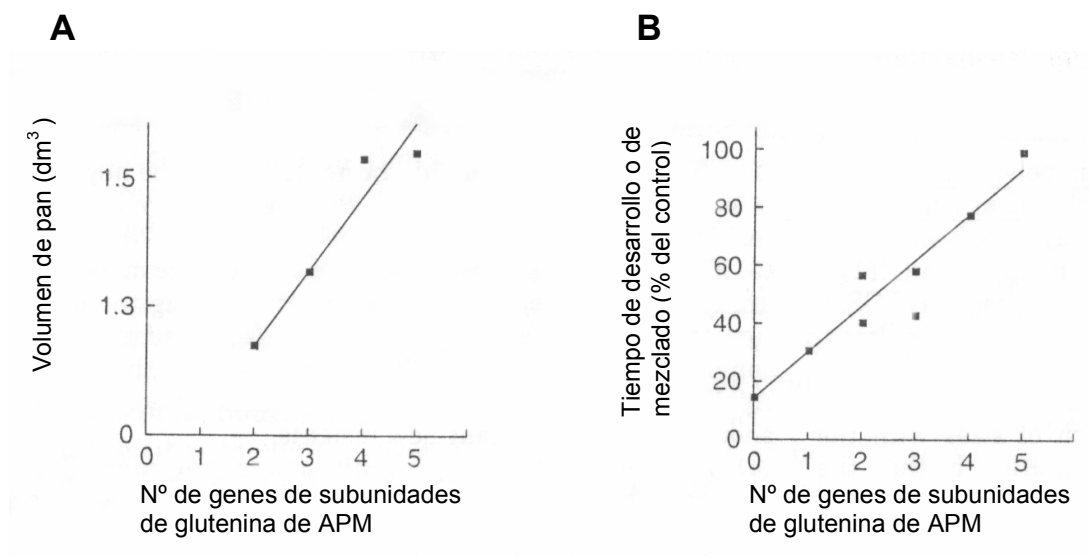 A
Volumen de pan (dm³)
1.5
1.3
0
0 1 2 3 4 5
Nº de genes de subunidades
de glutenina de APM
B
Tiempo de desarrollo o de
mezclado (% del control)
100
80
60
40
20
0
0 1 2 3 4 5
Nº de genes de subunidades
de glutenina de APM